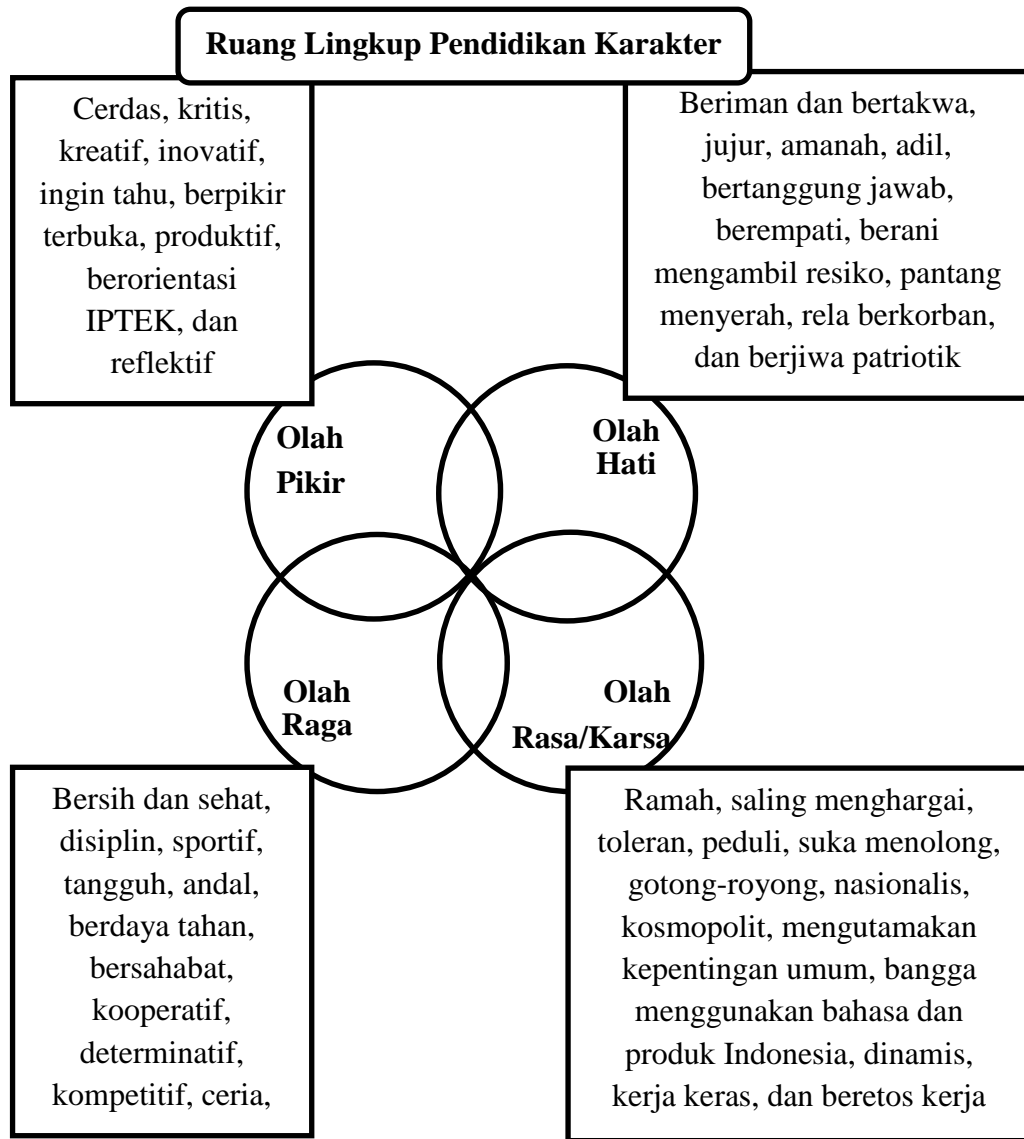 Ruang Lingkup Pendidikan Karakter
Cerdas, kritis,
kreatif, inovatif,
ingin tahu, berpikir
terbuka, produktif,
berorientasi
IPTEK, dan
reflektif
Beriman dan bertakwa,
jujur, amanah, adil,
bertanggung jawab,
berempati, berani
mengambil resiko, pantang
menyerah, rela berkorban,
dan berjiwa patriotik
Olah
Pikir
Olah
Hati
Olah
Raga
Olah
Rasa/Karsa
Bersih dan sehat,
disiplin, sportif,
tangguh, andal,
berdaya tahan,
bersahabat,
kooperatif,
determinatif,
kompetitif, ceria,
Ramah, saling menghargai,
toleran, peduli, suka menolong,
gotong-royong, nasionalis,
kosmopolit, mengutamakan
kepentingan umum, bangga
menggunakan bahasa dan
produk Indonesia, dinamis,
kerja keras, dan beretos kerja